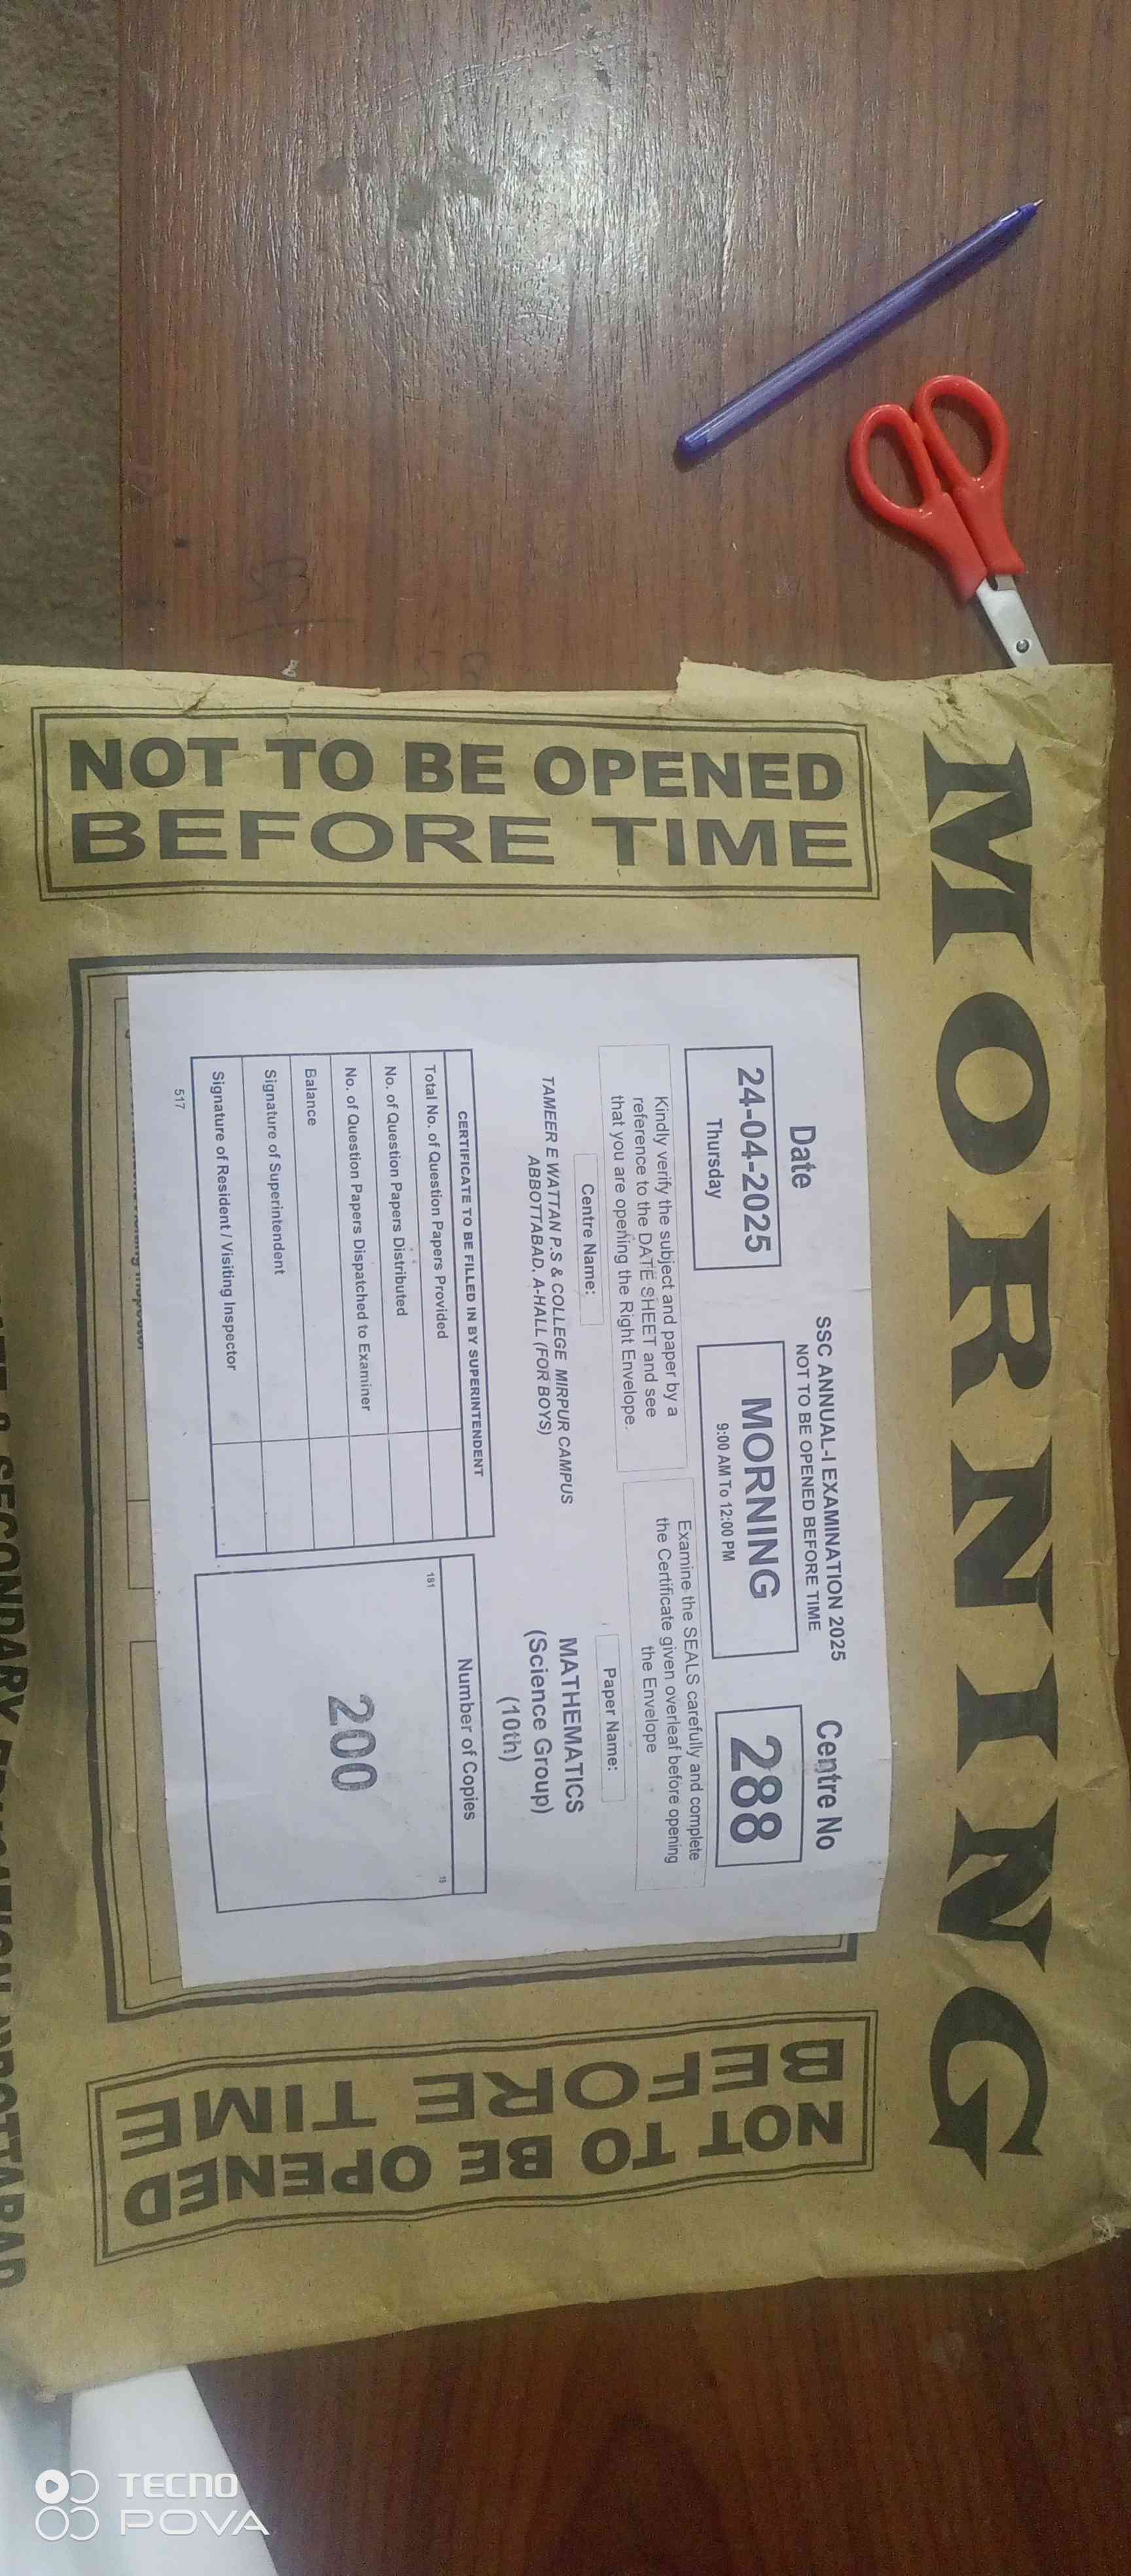 MORNING
NOT TO BE OPENED
BEFORE TIME
SSC ANNUAL-I EXAMINATION 2025
NOT TO BE OPENED BEFORE TIME
Date
24-04-2025
Thursday
MORNING
9:00 AM To 12:00 PM
Centre No
288
Kindly verify the subject and paper by a
reference to the DATE SHEET and see
that you are opening the Right Envelope.
Examine the SEALS carefully and complete
the Certificate given overleaf before opening
the Envelope
Centre Name:
TAMEER E WATTAN P.S & COLLEGE MIRPUR CAMPUS
ABBOTTABAD. A-HALL (FOR BOYS)
Paper Name:
MATHEMATICS
(Science Group)
(10th)
CERTIFICATE TO BE FILLED IN BY SUPERINTENDENT
Total No. of Question Papers Provided
No. of Question Papers Distributed
No. of Question Papers Dispatched to Examiner
Balance
Signature of Superintendent
Signature of Resident / Visiting Inspector
517
Number of Copies
181
15
200
NOT TO BE OPENED
BEFORE TIME
SECONDARY EDUCATION ABBOTTABAD
TECNO
POVA